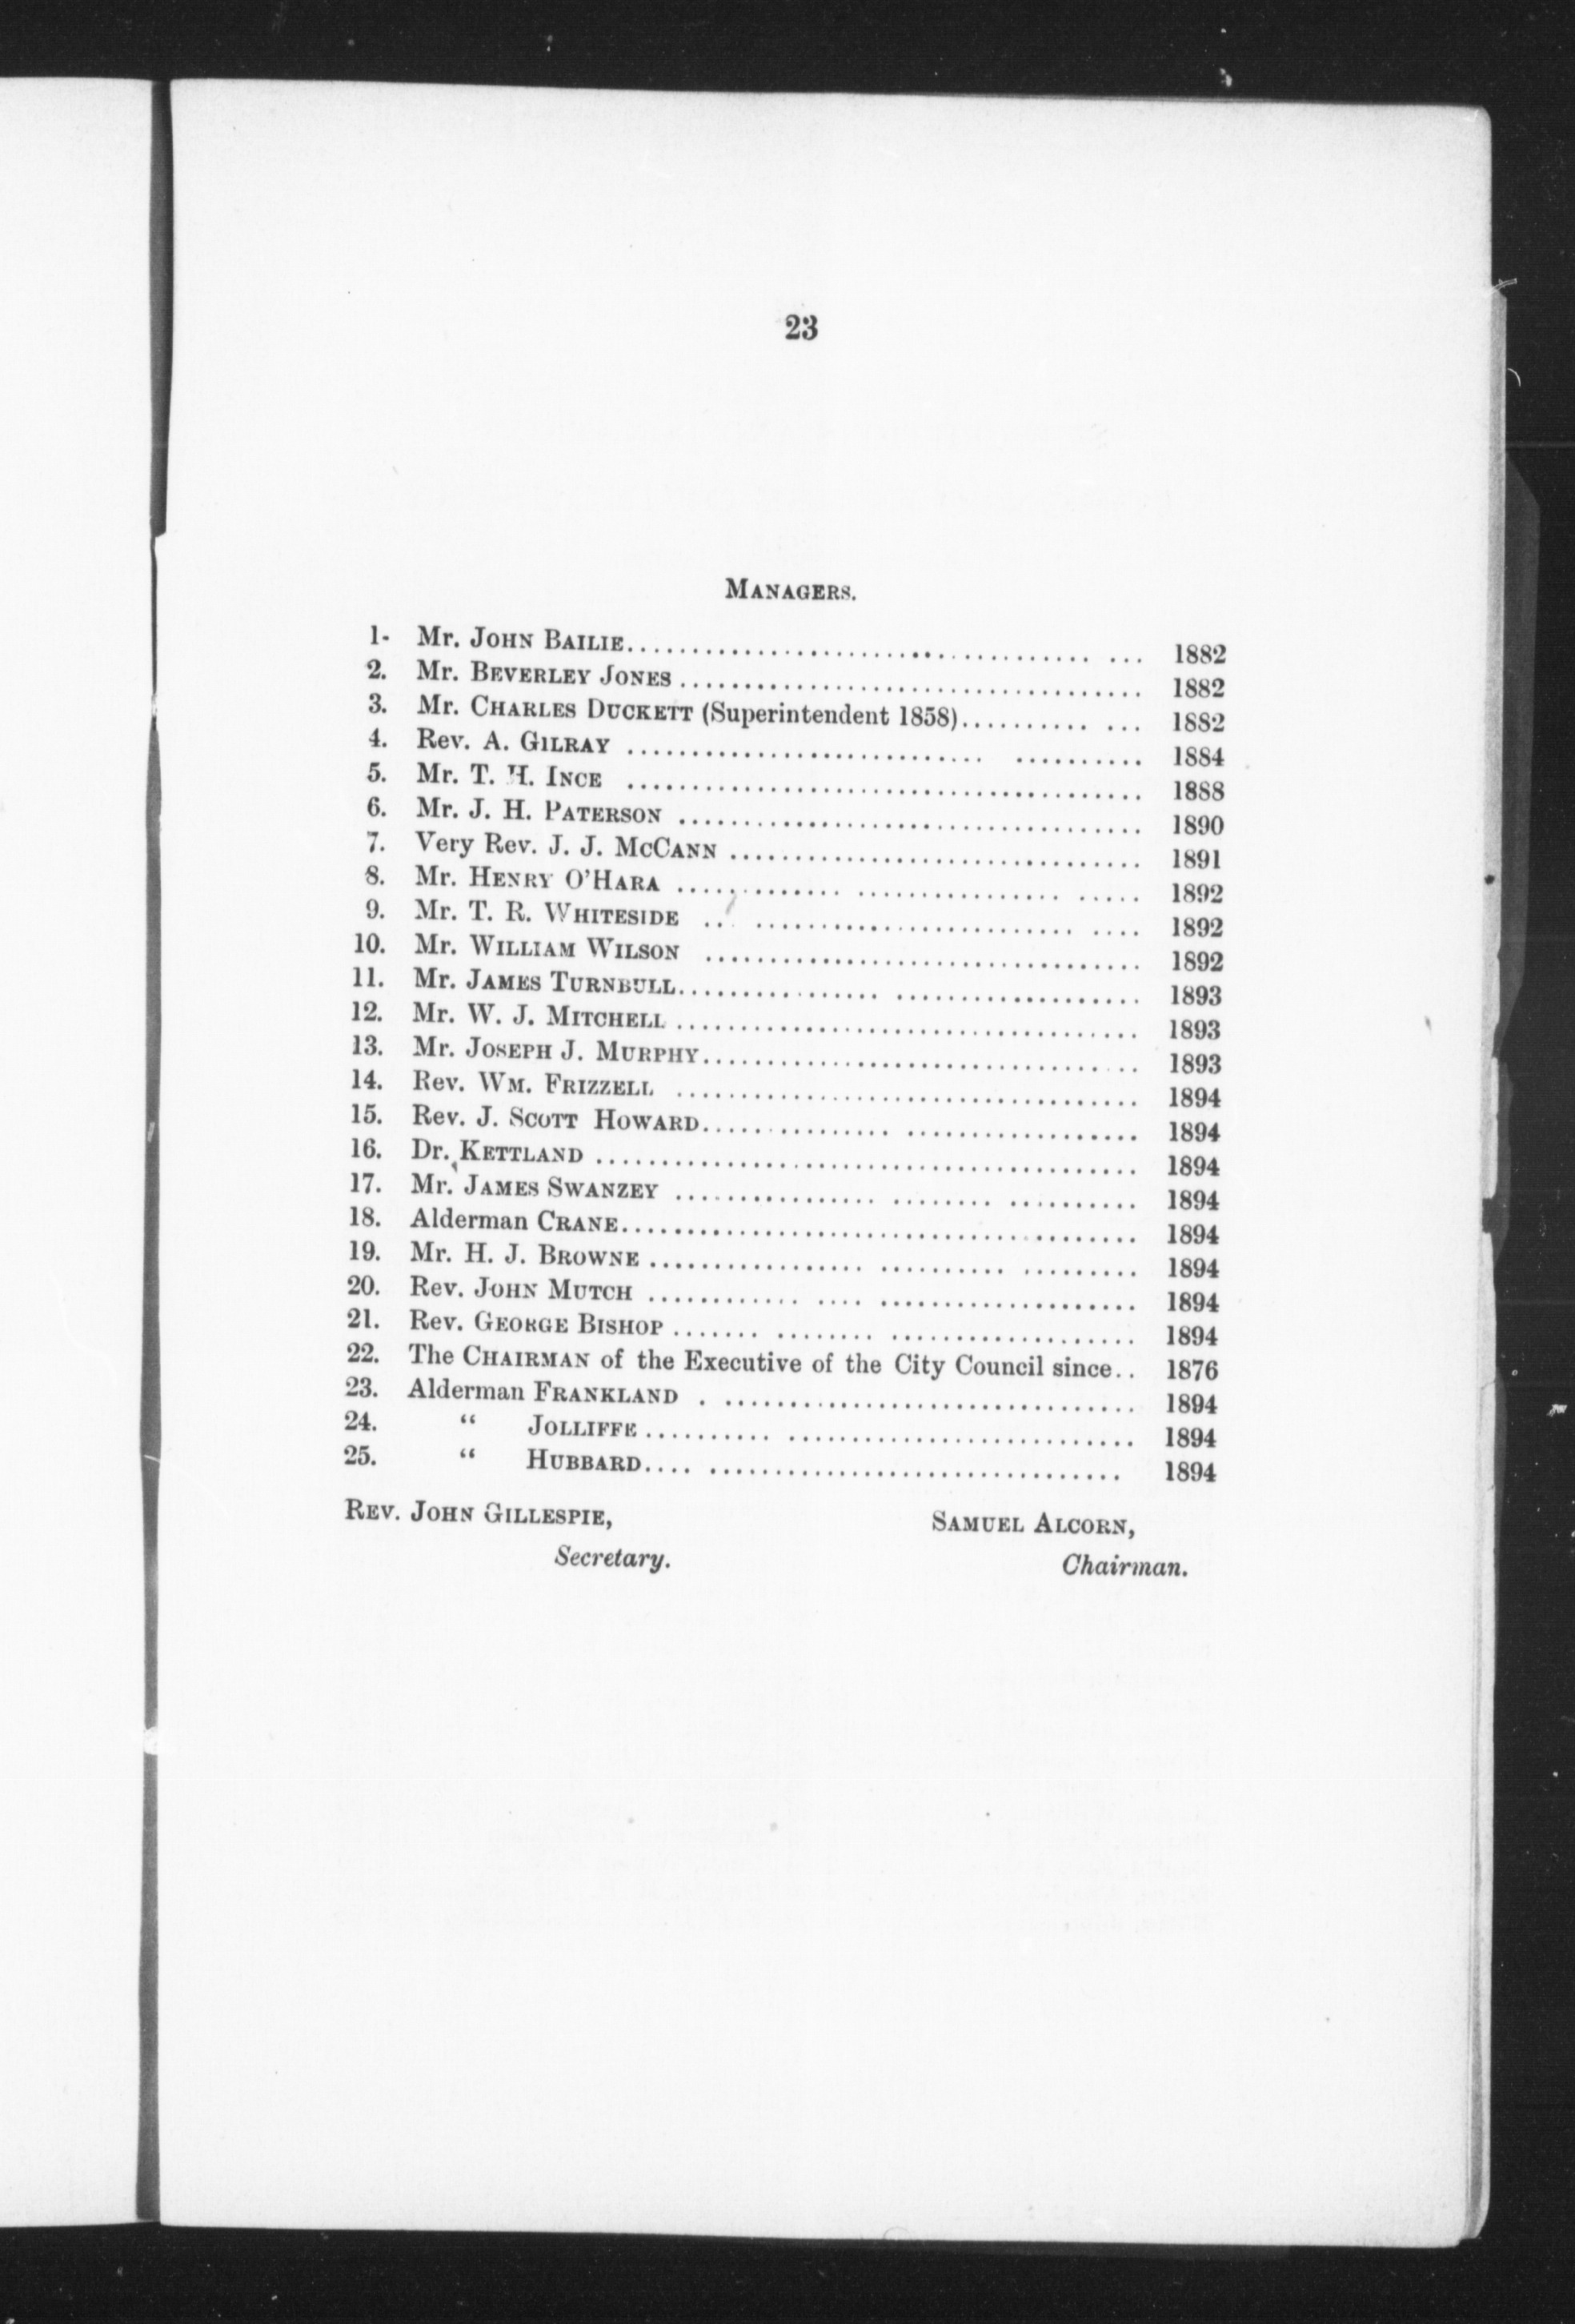 23
MANAGERS.
1- Mr. JOHN BAILIE........................................ ... 1882
2. Mr. BEVERLEY JONES .................................... 1882
3. Mr. CHARLES DUCKETT (Superintendent 1858).......... ... 1882
4. Rev. A. GILRAY ............................ .......... 1884
5. Mr. T. H. INCE ........................................ 1888
6. Mr. J. H. PATERSON .................................... 1890
7. Very Rev. J. J. MCCANN ................................ 1891
8. Mr. HENRY O'HARA ............. ................ ..... 1892
9. Mr. T. R. WHITESIDE ... ......................... .... 1892
10. Mr. WILLIAM WILSON .................................. 1892
11. Mr. JAMES TURNBULL................ ................... 1893
12. Mr. W. J. MITCHELL .................................... 1893
13. Mr. JOSEPH J. MURPHY.................................. 1893
14. Rev. WM. FRIZZELL .................................... 1894
15. Rev. J. SCOTT HOWARD............... .................. 1894
16. Dr. KETTLAND .......................................... 1894
17. Mr. JAMES SWANZEY ................ ........ .......... 1894
18. Alderman CRANE........................................ 1894
19. Mr. H. J. BROWNE ................. .......... ......... 1894
20. Rev. JOHN MUTCH ............ .... .................... 1894
21. Rev. GEORGE BISHOP ....... ........ ................... 1894
22. The CHAIRMAN of the Executive of the City Council since.. 1876
23. Alderman FRANKLAND . ................................ 1894
24. " JOLLIFFE .......... ........................... 1894
25. " HUBBARD.... ................................ 1894
REV. JOHN GILLESPIE, SAMUEL ALCORN,
Secretary. Chairman.